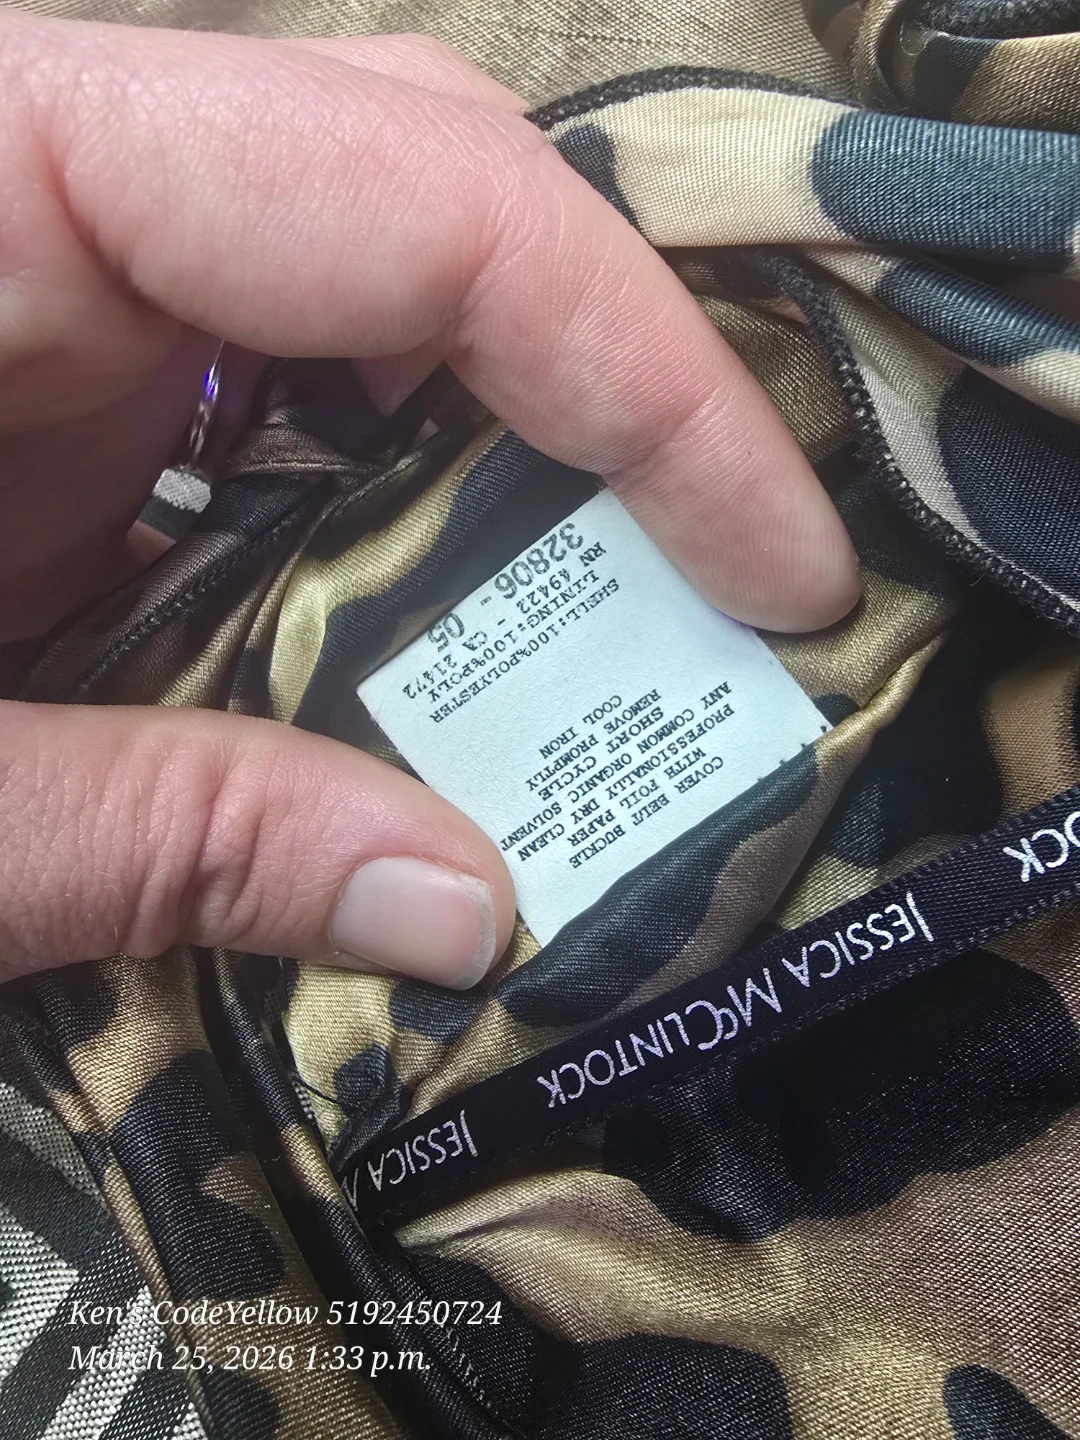 32806 - 05
RN 49422 - CA 21472
LINING:100%POLY
SHELL:100%POLYESTER
COOL IRON
REMOVE PROMPTLY
SHORT CYCLE
ANY COMMON ORGANIC SOLVENT
PROFESSIONALLY DRY CLEAN
WITH FOIL PAPER
COVER BELT BUCKLE
OCK
JESSICA McCLINTOCK
JESSICA M
Ken's CodeYellow 5192450724
March 25, 2026 1:33 p.m.